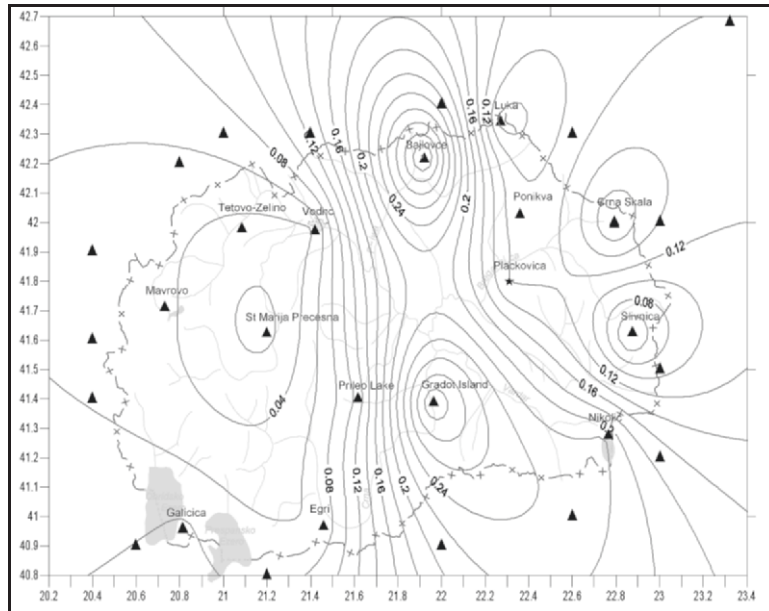 42.7
42.6
42.5
42.4
42.3
42.2
42.1
42
41.9
41.8
41.7
41.6
41.5
41.4
41.3
41.2
41.1
41
40.9
40.8
20.2 20.4 20.6 20.8 21 21.2 21.4 21.6 21.8 22 22.2 22.4 22.6 22.8 23 23.2 23.4
0.16 0.12 Luka
0.12 0.16
Bajlovce
0.08 0.2
0.24 0.2
Tetovo-Zelino Vodno Ponikva Crna Skala
0.12
Plackovica
Mavrovo 0.08
St Marija Precesna Slivnica
0.12
Prilep Lake Gradot Island 0.16
0.04
Nikolic
0.2
0.08 0.12 0.16 0.2 0.24
Galicica Egri